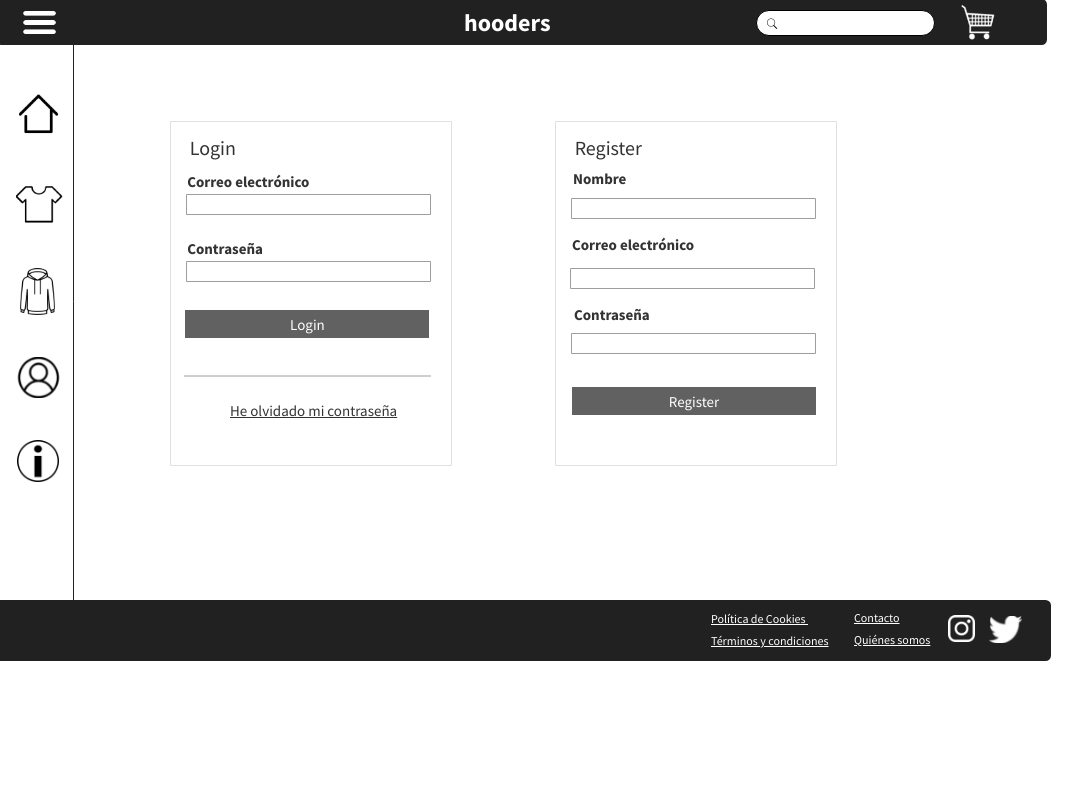 hooders
Login
Correo electrónico
Contraseña
Login
He olvidado mi contraseña
Register
Nombre
Correo electrónico
Contraseña
Register
Política de Cookies
Términos y condiciones
Contacto
Quiénes somos